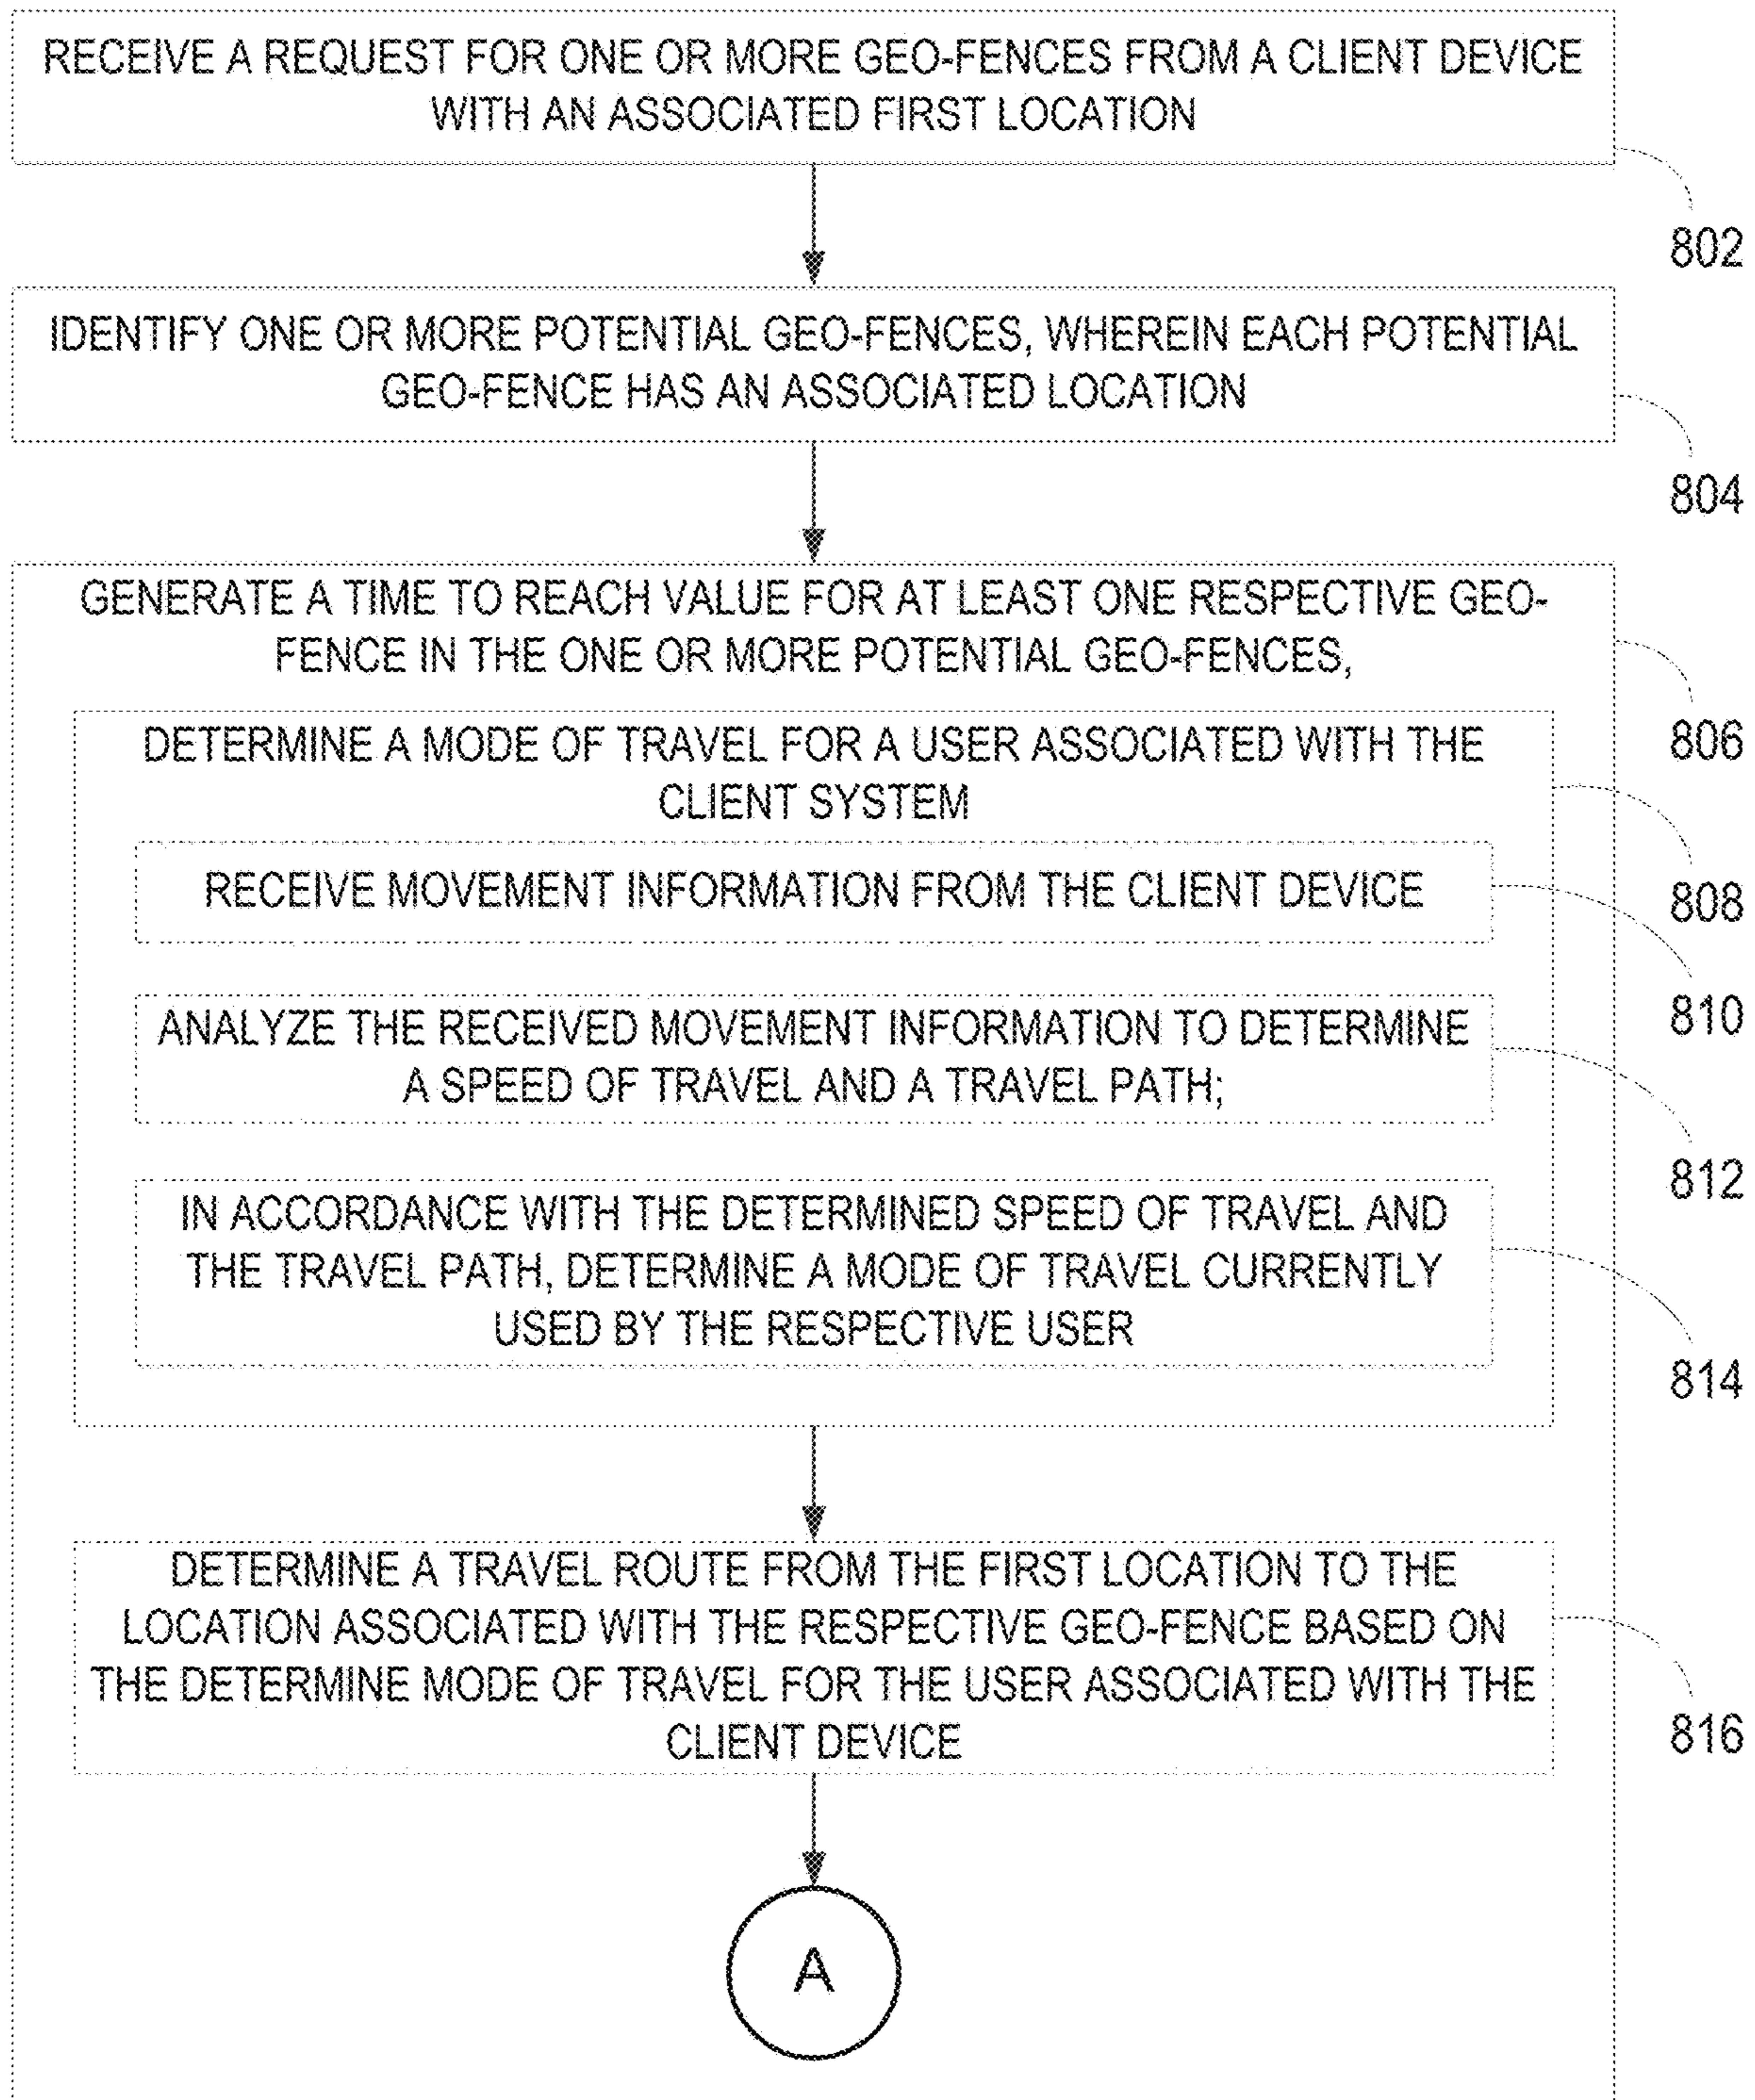 RECEIVE A REQUEST FOR ONE OR MORE GEO-FENCES FROM A CLIENT DEVICE
WITH AN ASSOCIATED FIRST LOCATION
802
IDENTIFY ONE OR MORE POTENTIAL GEO-FENCES, WHEREIN EACH POTENTIAL
GEO-FENCE HAS AN ASSOCIATED LOCATION
804
GENERATE A TIME TO REACH VALUE FOR AT LEAST ONE RESPECTIVE GEO-
FENCE IN THE ONE OR MORE POTENTIAL GEO-FENCES,
806
DETERMINE A MODE OF TRAVEL FOR A USER ASSOCIATED WITH THE
CLIENT SYSTEM
808
RECEIVE MOVEMENT INFORMATION FROM THE CLIENT DEVICE
810
ANALYZE THE RECEIVED MOVEMENT INFORMATION TO DETERMINE
A SPEED OF TRAVEL AND A TRAVEL PATH;
812
IN ACCORDANCE WITH THE DETERMINED SPEED OF TRAVEL AND
THE TRAVEL PATH, DETERMINE A MODE OF TRAVEL CURRENTLY
USED BY THE RESPECTIVE USER
814
DETERMINE A TRAVEL ROUTE FROM THE FIRST LOCATION TO THE
LOCATION ASSOCIATED WITH THE RESPECTIVE GEO-FENCE BASED ON
THE DETERMINE MODE OF TRAVEL FOR THE USER ASSOCIATED WITH THE
CLIENT DEVICE
816
A